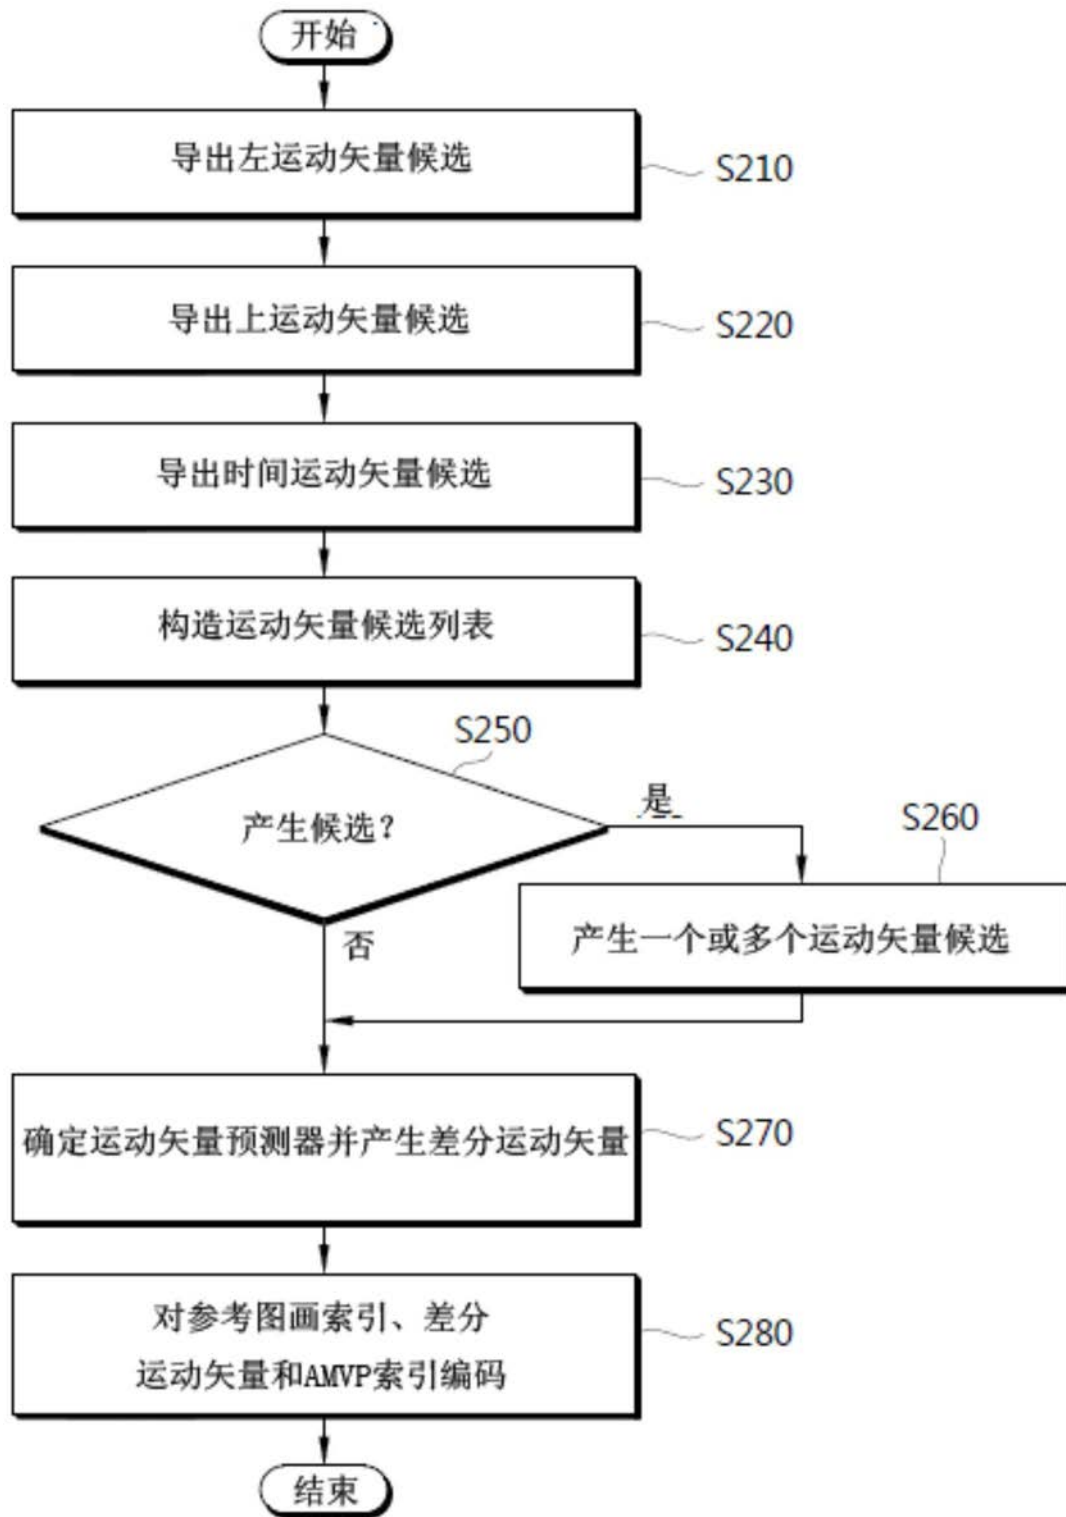 开始
导出左运动矢量候选
S210
导出上运动矢量候选
S220
导出时间运动矢量候选
S230
构造运动矢量候选列表
S240
S250
产生候选?
是
否
S260
产生一个或多个运动矢量候选
确定运动矢量预测器并产生差分运动矢量
S270
对参考图画索引、差分
运动矢量和AMVP索引编码
S280
结束